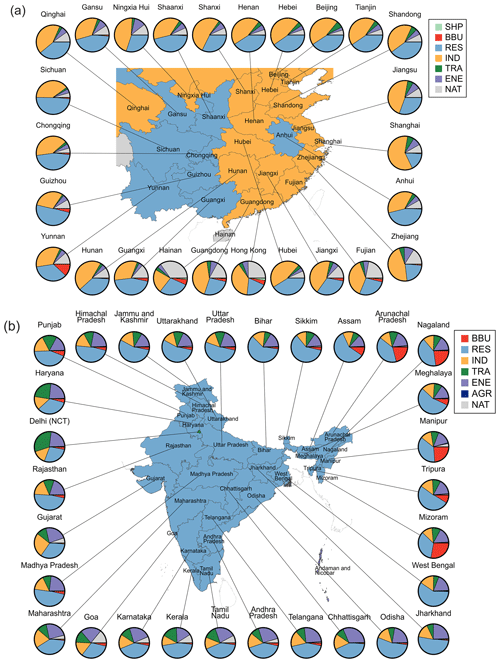 (a)
Qinghai
Gansu
Ningxia Hui
Shaanxi
Shanxi
Henan
Hebei
Beijing
Tianjin
Shandong
SHP
BBU
RES
IND
TRA
ENE
NAT
Sichuan
Jiangsu
Chongqing
Shanghai
Guizhou
Anhui
Yunnan
Zhejiang
Beijing
Tianjin
Hebei
Shanxi
Ningxia Hui
Qinghai
Shandong
Gansu
Shaanxi
Henan
Jiangsu
Anhui
Shanghai
Hubei
Sichuan
Chongqing
Zhejiang
Hunan
Jiangxi
Guizhou
Fujian
Yunnan
Guangxi
Guangdong
Hainan
Hunan
Guangxi
Hainan
Guangdong
Hong Kong
Hubei
Jiangxi
Fujian
(b)
Punjab
Himachal
Pradesh
Jammu and
Kashmir
Uttarakhand
Uttar
Pradesh
Bihar
Sikkim
Assam
Arunachal
Pradesh
Nagaland
BBU
RES
IND
TRA
ENE
AGR
NAT
Haryana
Meghalaya
Delhi (NCT)
Manipur
Rajasthan
Tripura
Gujarat
Mizoram
Madhya Pradesh
West Bengal
Maharashtra
Jharkhand
Jammu and
Kashmir
Himachal
Pradesh
Punjab
Uttarakhand
Haryana
Sikkim
Arunachal
Pradesh
Rajasthan
Uttar Pradesh
Assam
Nagaland
Bihar
Meghalaya
Manipur
Jharkhand
Tripura
Gujarat
Madhya Pradesh
West
Bengal
Mizoram
Chhattisgarh
Maharashtra
Odisha
Telangana
Goa
Karnataka
Andaman and
Nicobar
Kerala
Tamil
Nadu
Goa
Karnataka
Kerala
Tamil
Nadu
Andhra
Pradesh
Telangana
Chhattisgarh
Odisha